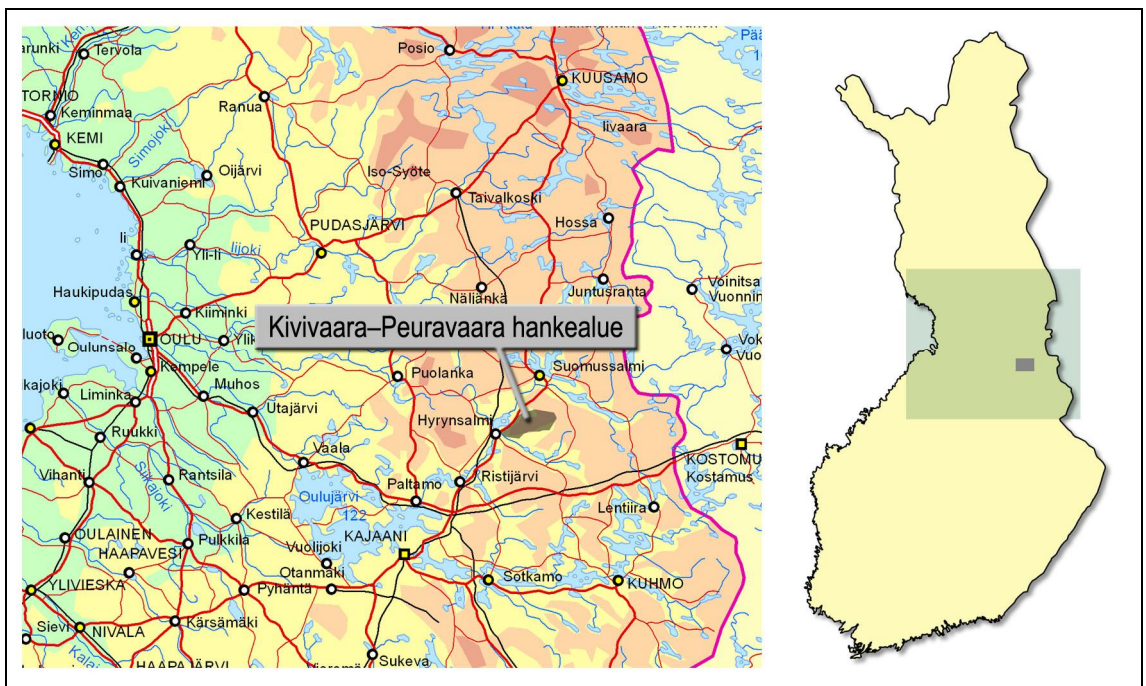 Tervola
Posio
KUUSAMO
TORNIO
Keminmaa
Ranua
KEMI
Simojoki
Iivaara
Simo
Kuivaniemi
Oijärvi
Iso-Syöte
Taivalkoski
PUDASJÄRVI
Hossa
Ii
Yli-Ii
Iijoki
Haukipudas
Näljänkä
Juntusranta
Kiiminki
Kivivaara–Peuravaara hankealue
OULU
Oulunsalo
Kempele
Puolanka
Suomussalmi
Liminka
Muhos
Utajärvi
Hyrynsalmi
Ruukki
Vaala
Vihanti
Siikajoki
Rantsila
Paltamo
Ristijärvi
Kostamus
Oulujärvi
122
Lentiira
Kestilä
OULAINEN
HAAPAVESI
Pulkkila
Vuolijoki
KAJAANI
Otanmäki
YLIVIESKA
Pyhäntä
Sotkamo
KUHMO
Sievi
NIVALA
Kärsämäki
HAAPAJÄRVI
Sukeva